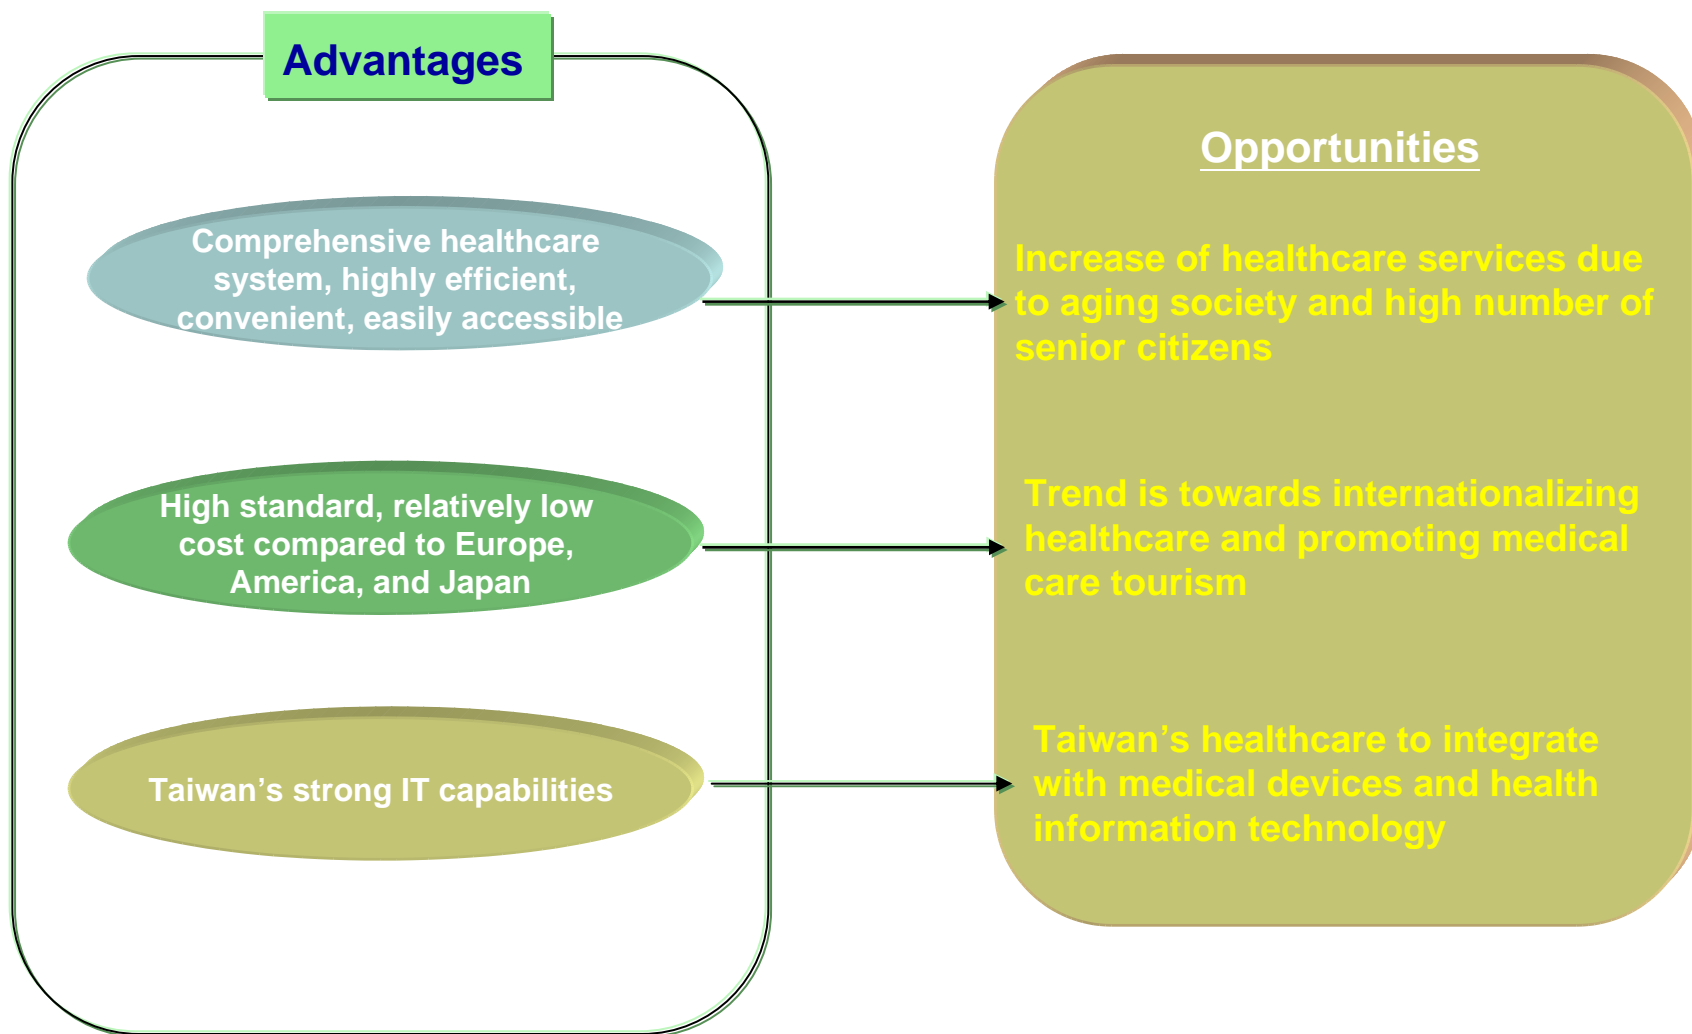 Advantages
Comprehensive healthcare
system, highly efficient,
convenient, easily accessible
High standard, relatively low
cost compared to Europe,
America, and Japan
Taiwan’s strong IT capabilities
Opportunities
Increase of healthcare services due
to aging society and high number of
senior citizens
Trend is towards internationalizing
healthcare and promoting medical
care tourism
Taiwan’s healthcare to integrate
with medical devices and health
information technology